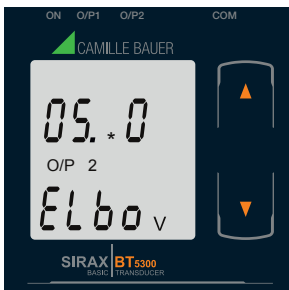 ON O/P1 O/P2 COM
CAMILLE BAUER
05.*0
O/P 2
ELbo V
SIRAX BT5300
BASIC TRANSDUCER